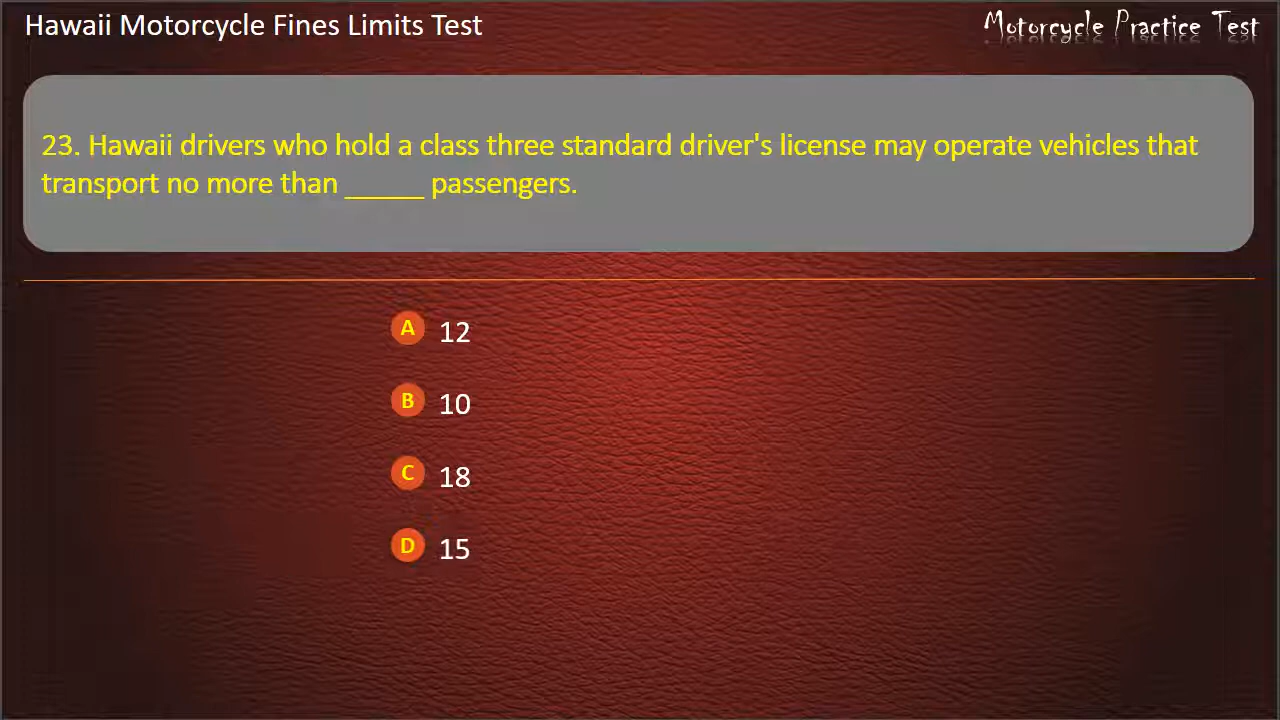 Hawaii Motorcycle Fines Limits Test
Motorcycle Practice Test
23. Hawaii drivers who hold a class three standard driver's license may operate vehicles that
transport no more than _____ passengers.
A 12
B 10
C 18
D 15